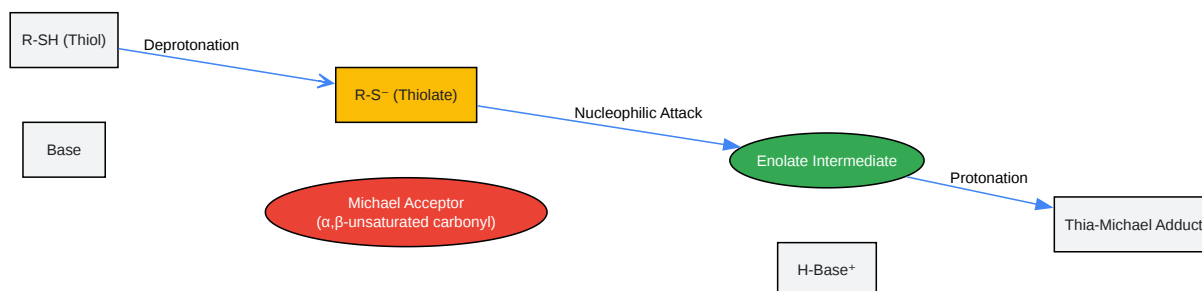 R-SH (Thiol)
Deprotonation
Base
R-S⁻ (Thiolate)
Nucleophilic Attack
Michael Acceptor
(α,β-unsaturated carbonyl)
Enolate Intermediate
Protonation
H-Base⁺
Thia-Michael Adduct